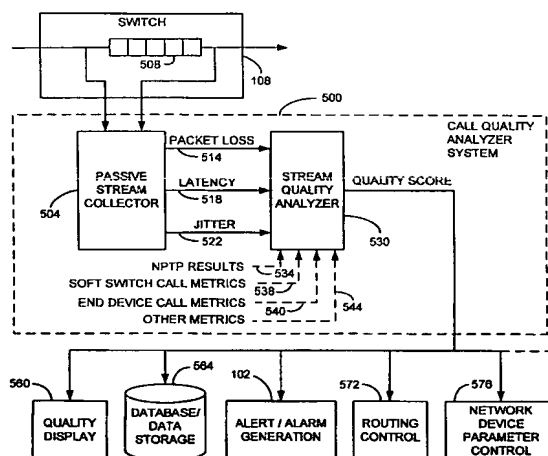 SWITCH
508
108
500
CALL QUALITY
ANALYZER
SYSTEM
PASSIVE
STREAM
COLLECTOR
504
PACKET LOSS
514
LATENCY
518
JITTER
522
STREAM
QUALITY
ANALYZER
QUALITY SCORE
530
NPTP RESULTS
534
SOFT SWITCH CALL METRICS
538
END DEVICE CALL METRICS
540
OTHER METRICS
544
560
QUALITY
DISPLAY
564
DATABASE/
DATA
STORAGE
102
ALERT / ALARM
GENERATION
572
ROUTING
CONTROL
576
NETWORK
DEVICE
PARAMETER
CONTROL